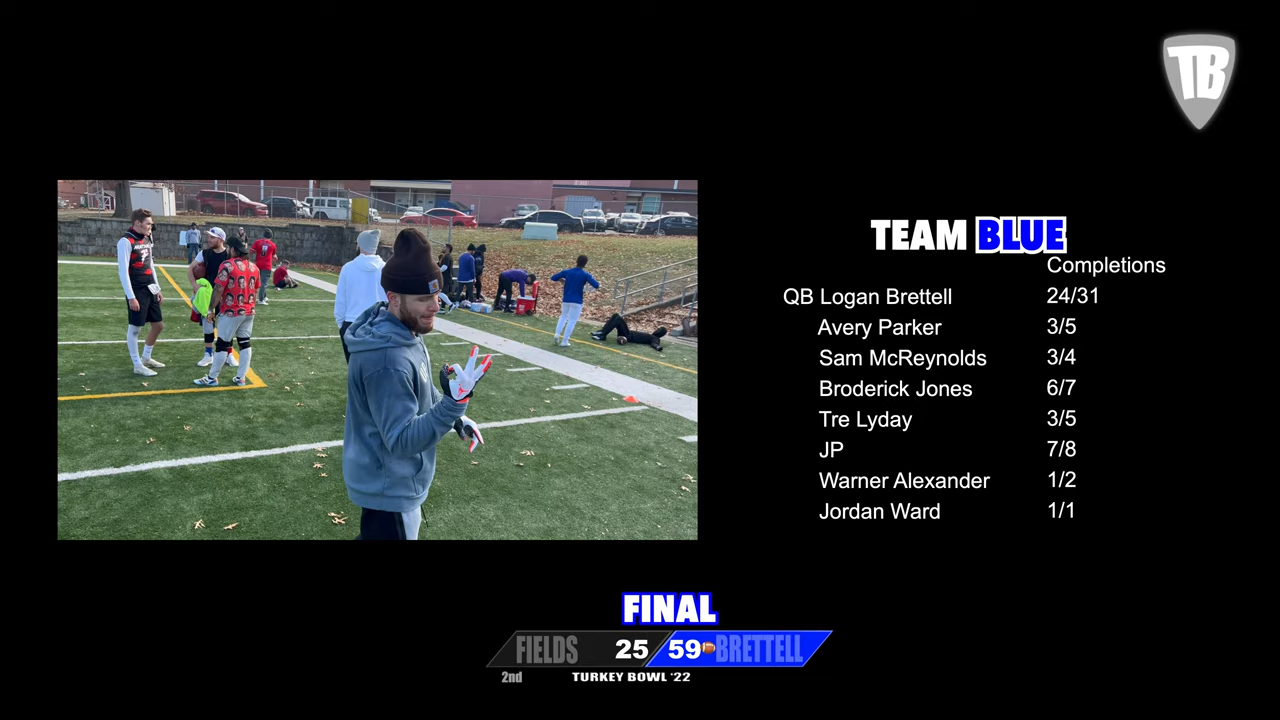 TB
TEAM BLUE
Completions
QB Logan Brettell 24/31
Avery Parker 3/5
Sam McReynolds 3/4
Broderick Jones 6/7
Tre Lyday 3/5
JP 7/8
Warner Alexander 1/2
Jordan Ward 1/1
FINAL
FIELDS 25 59 BRETTELL
2nd TURKEY BOWL '22